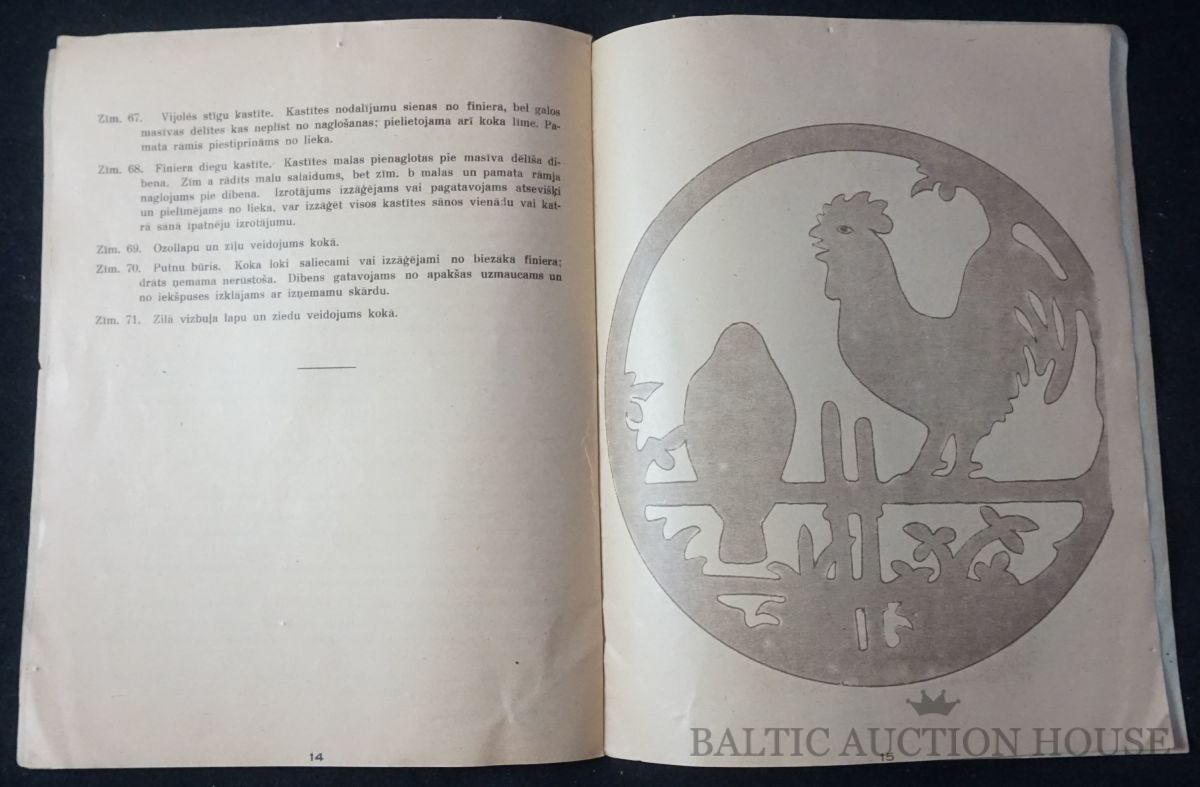 Zīm. 67. Vijolēs stīgu kastīte. Kastītes nodalījumu sienas no finiera, bet galos
masīvas dēlītes kas neplīst no naglošanas; pielietojama arī koka līme. Pa-
mata rāmis piestiprināms no lieka.
Zīm. 68. Finiera diegu kastīte. Kastītes malas pienaglotas pie masīva dēlīša di-
bena. Zīm a rādīts malu salaidums, bet zīm. b malas un pamata rāmja
naglojums pie dibena. Izrotājums izzāģējams vai pagatavojams atsevišķi
un pielīmējams no lieka, var izzāģēt visos kastītes sānos vienādu vai kat-
rā sānā īpatnēju izrotājumu.
Zīm. 69. Ozollapu un zīļu veidojums kokā.
Zīm. 70. Putnu būris. Koka loki saliecami vai izzāģējami no biezāka finiera;
drāts ņemama nerūstoša. Dibens gatavojams no apakšas uzmaucams un
no iekšpuses izklājams ar izņemamu skārdu.
Zīm. 71. Zilā vizbuļa lapu un ziedu veidojums kokā.
14
BALTIC AUCTION HOUSE
15